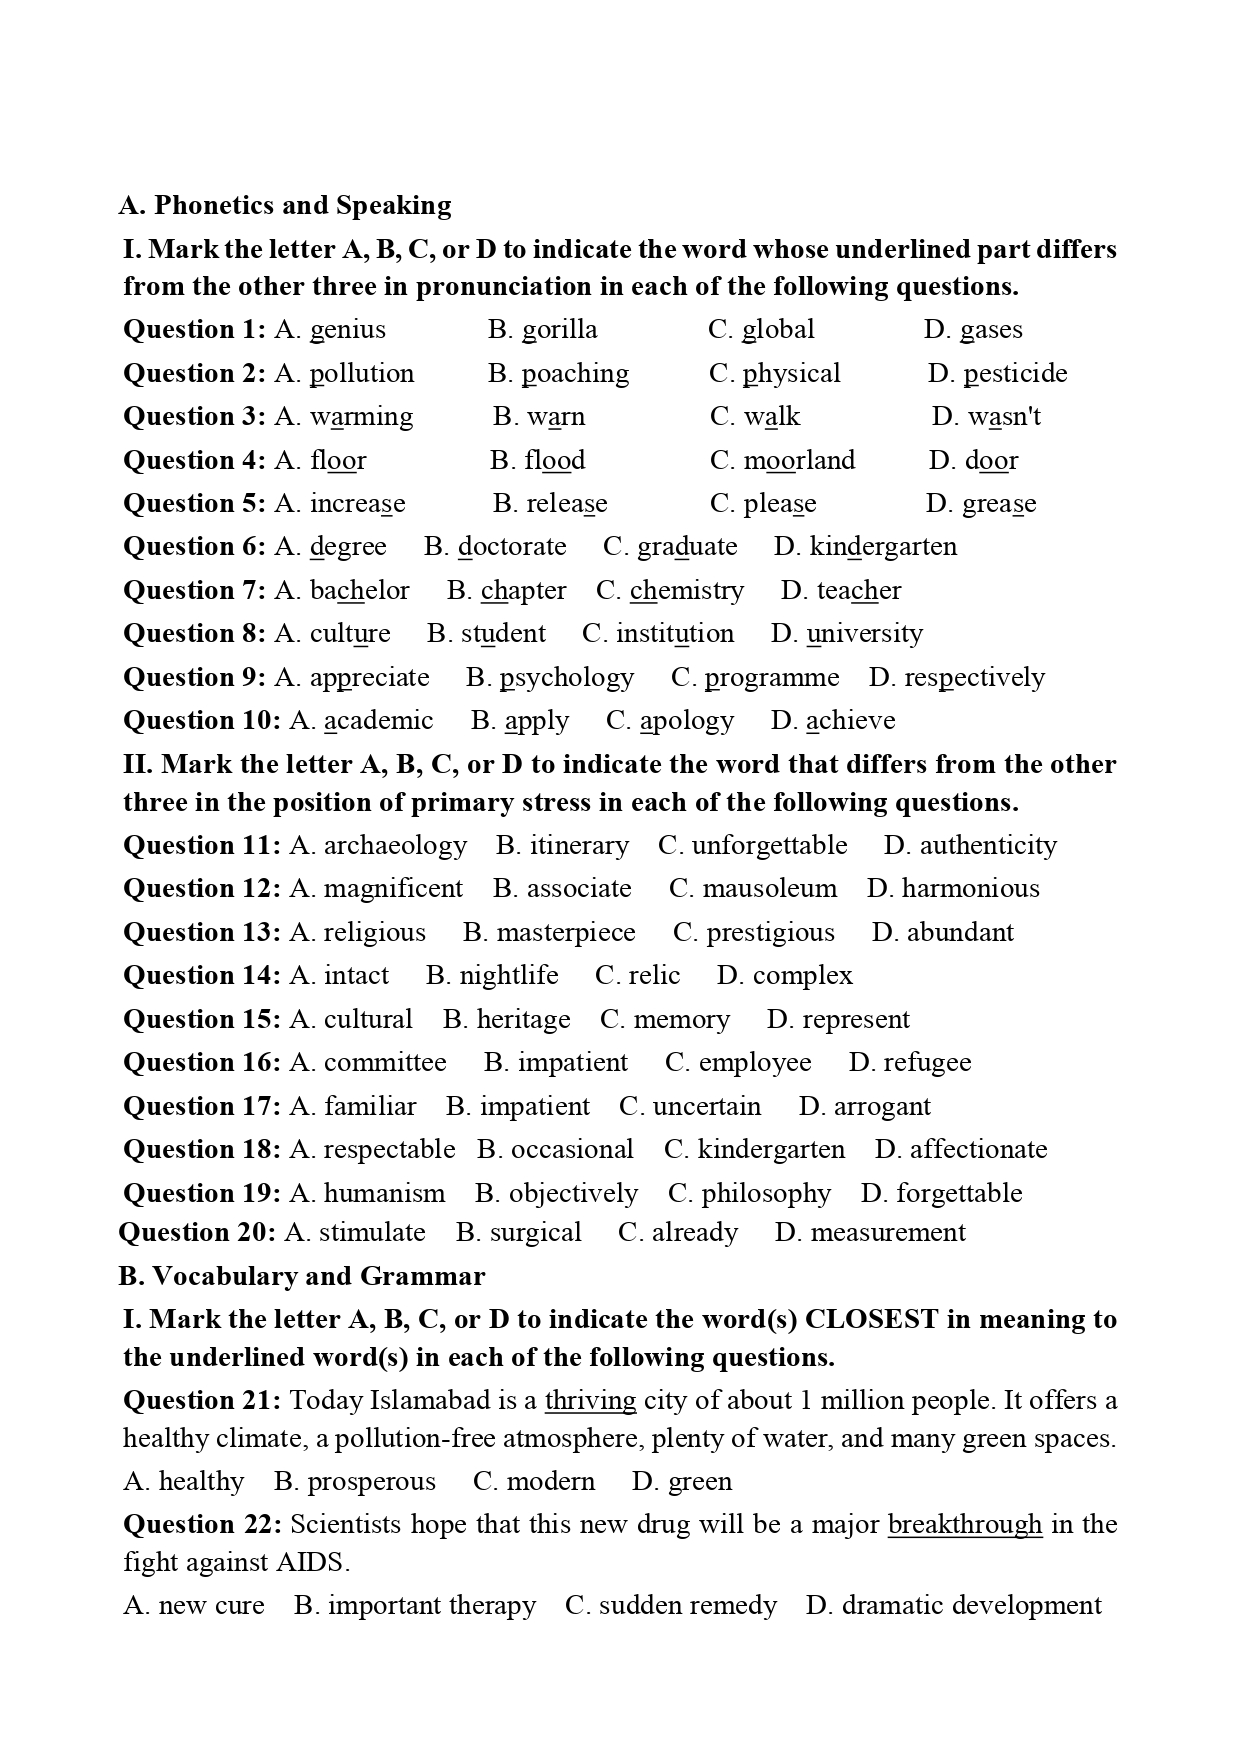 A. Phonetics and Speaking
I. Mark the letter A, B, C, or D to indicate the word whose underlined part differs
from the other three in pronunciation in each of the following questions.
Question 1: A. genius B. gorilla C. global D. gases
Question 2: A. pollution B. poaching C. physical D. pesticide
Question 3: A. warming B. warn C. walk D. wasn't
Question 4: A. floor B. flood C. moorland D. door
Question 5: A. increase B. release C. please D. grease
Question 6: A. degree B. doctorate C. graduate D. kindergarten
Question 7: A. bachelor B. chapter C. chemistry D. teacher
Question 8: A. culture B. student C. institution D. university
Question 9: A. appreciate B. psychology C. programme D. respectively
Question 10: A. academic B. apply C. apology D. achieve
II. Mark the letter A, B, C, or D to indicate the word that differs from the other
three in the position of primary stress in each of the following questions.
Question 11: A. archaeology B. itinerary C. unforgettable D. authenticity
Question 12: A. magnificent B. associate C. mausoleum D. harmonious
Question 13: A. religious B. masterpiece C. prestigious D. abundant
Question 14: A. intact B. nightlife C. relic D. complex
Question 15: A. cultural B. heritage C. memory D. represent
Question 16: A. committee B. impatient C. employee D. refugee
Question 17: A. familiar B. impatient C. uncertain D. arrogant
Question 18: A. respectable B. occasional C. kindergarten D. affectionate
Question 19: A. humanism B. objectively C. philosophy D. forgettable
Question 20: A. stimulate B. surgical C. already D. measurement
B. Vocabulary and Grammar
I. Mark the letter A, B, C, or D to indicate the word(s) CLOSEST in meaning to
the underlined word(s) in each of the following questions.
Question 21: Today Islamabad is a thriving city of about 1 million people. It offers a
healthy climate, a pollution-free atmosphere, plenty of water, and many green spaces.
A. healthy B. prosperous C. modern D. green
Question 22: Scientists hope that this new drug will be a major breakthrough in the
fight against AIDS.
A. new cure B. important therapy C. sudden remedy D. dramatic development